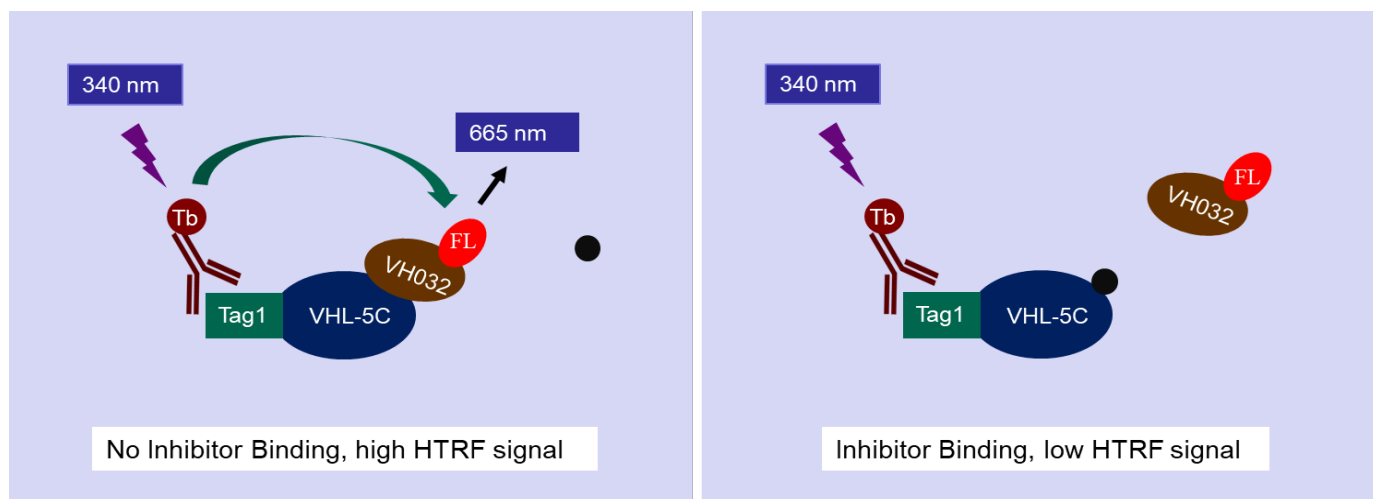 340 nm
665 nm
Tb
FL
VH032
Tag1
VHL-5C
No Inhibitor Binding, high HTRF signal
340 nm
Tb
FL
VH032
Tag1
VHL-5C
Inhibitor Binding, low HTRF signal